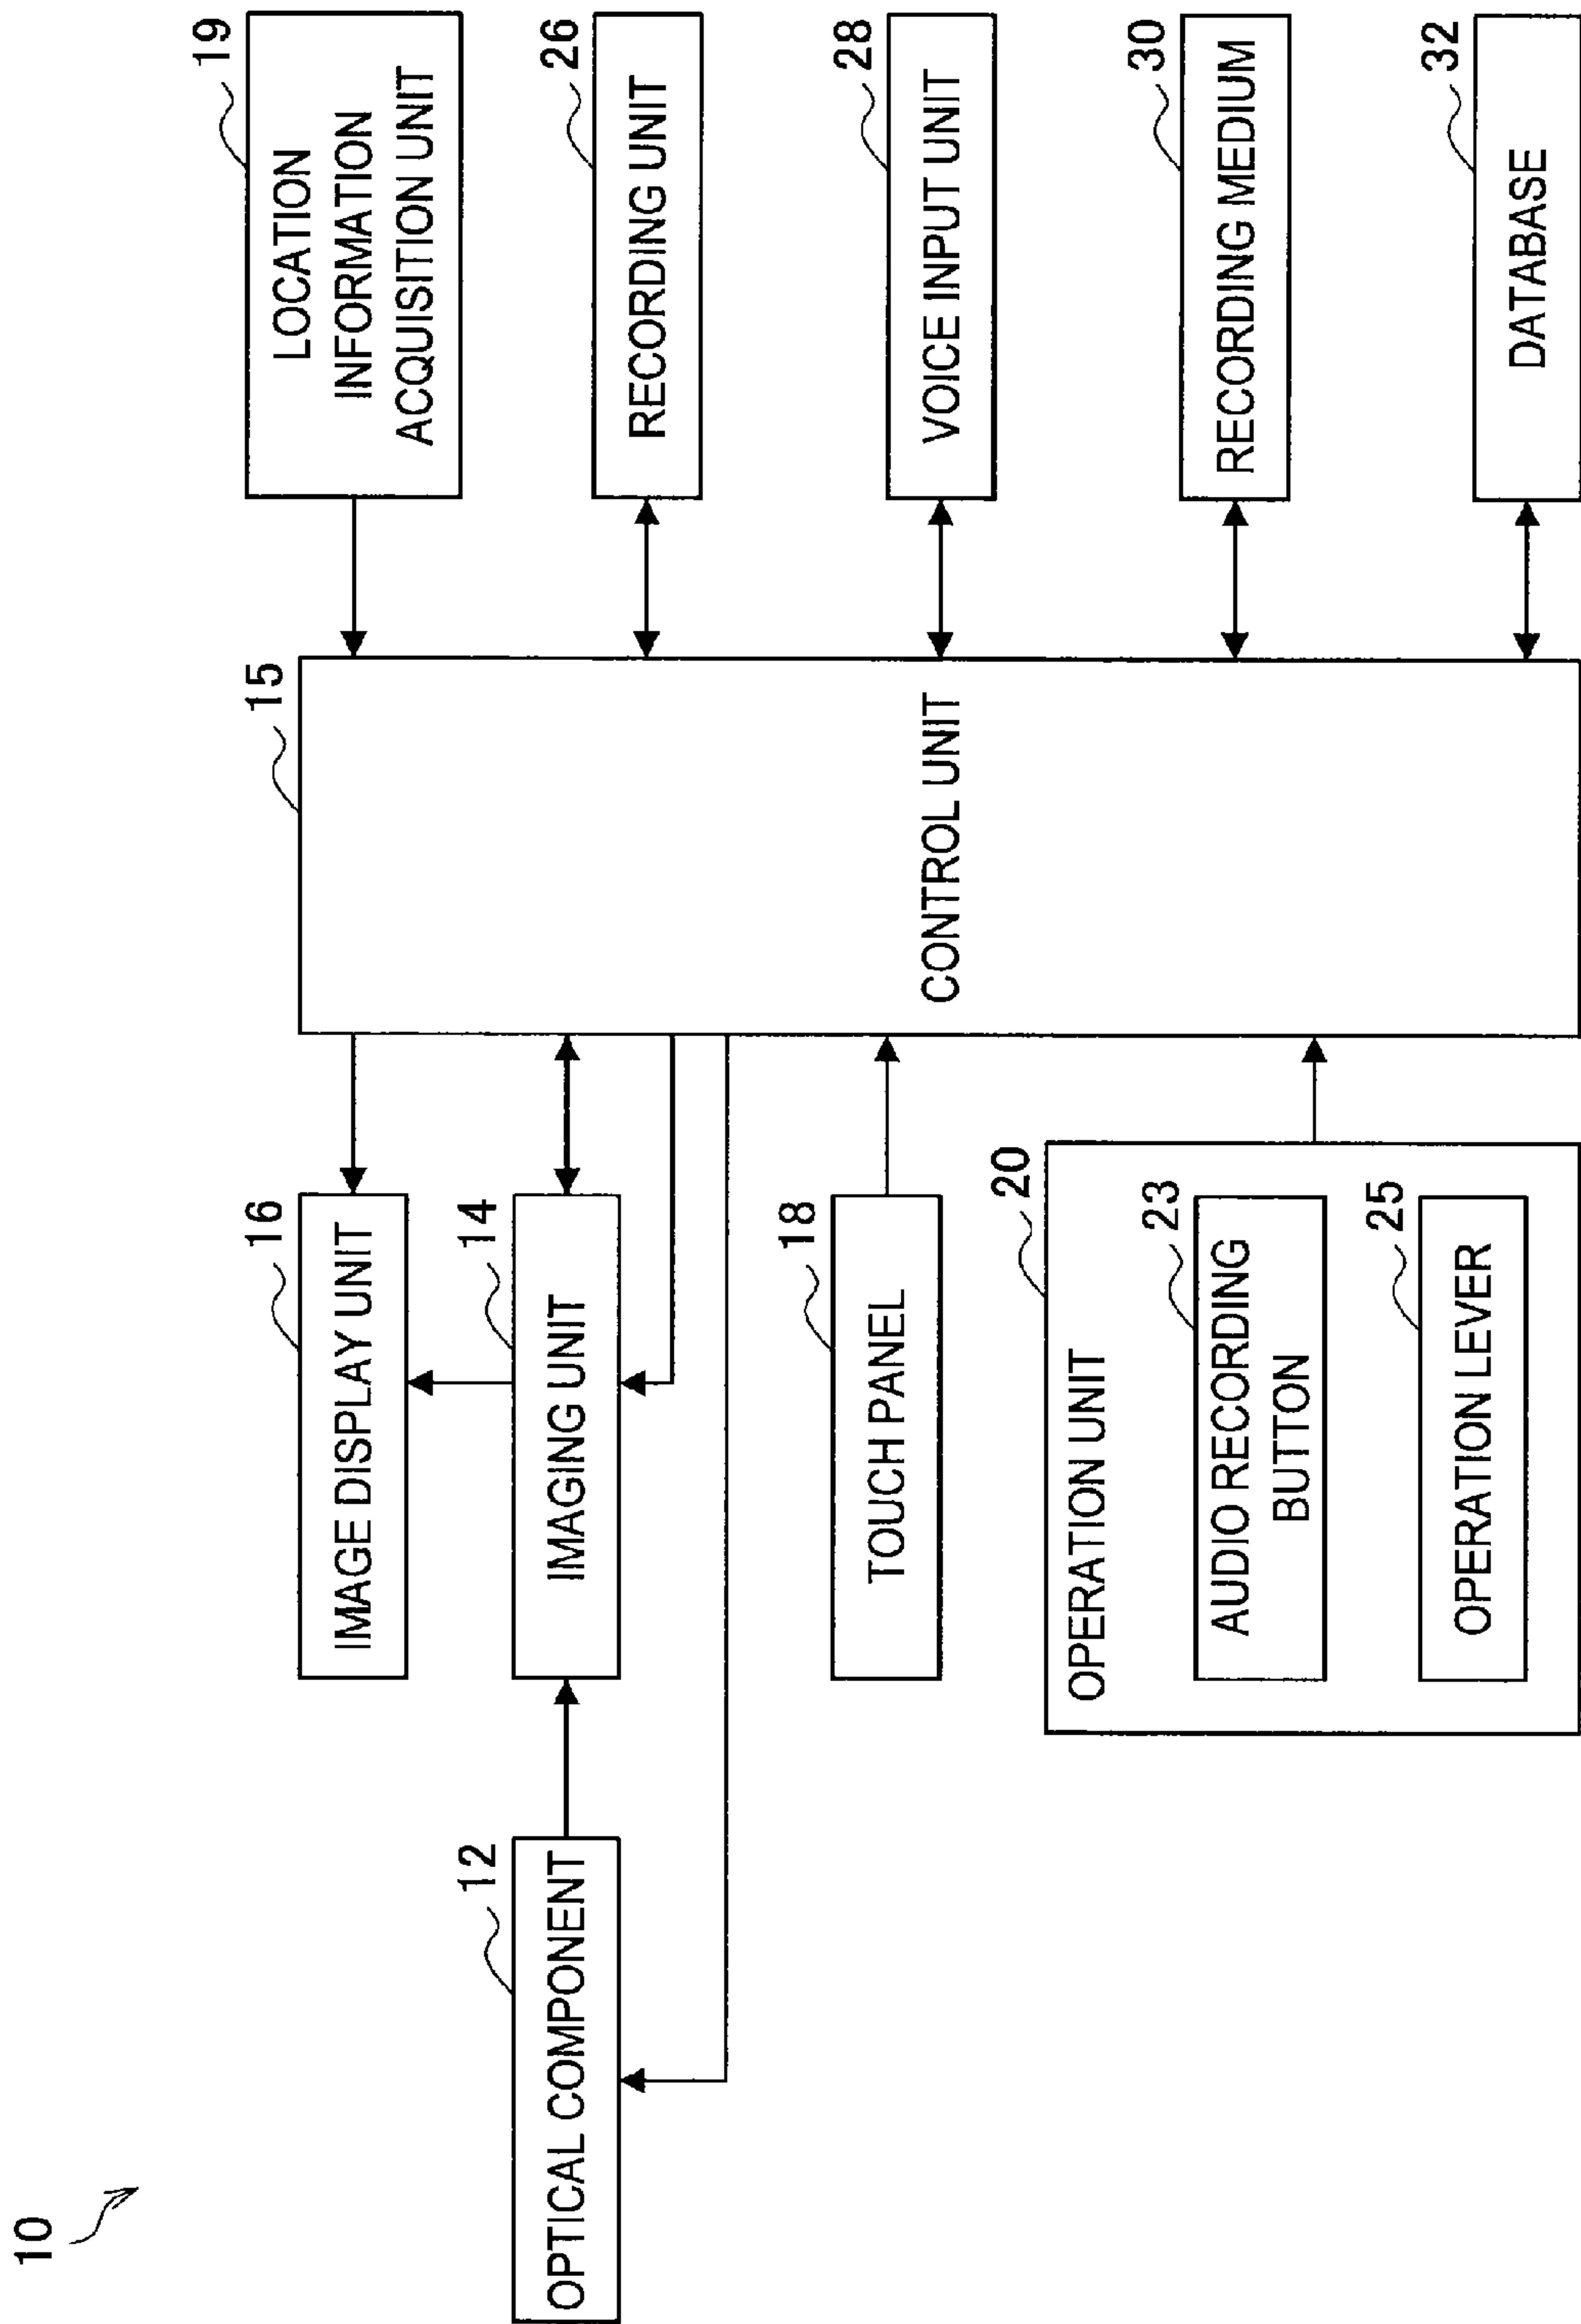 10
12
OPTICAL COMPONENT
16
IMAGE DISPLAY UNIT
14
IMAGING UNIT
18
TOUCH PANEL
20
OPERATION UNIT
23
AUDIO RECORDING
BUTTON
25
OPERATION LEVER
15
CONTROL UNIT
19
LOCATION
INFORMATION
ACQUISITION UNIT
26
RECORDING UNIT
28
VOICE INPUT UNIT
30
RECORDING MEDIUM
32
DATABASE